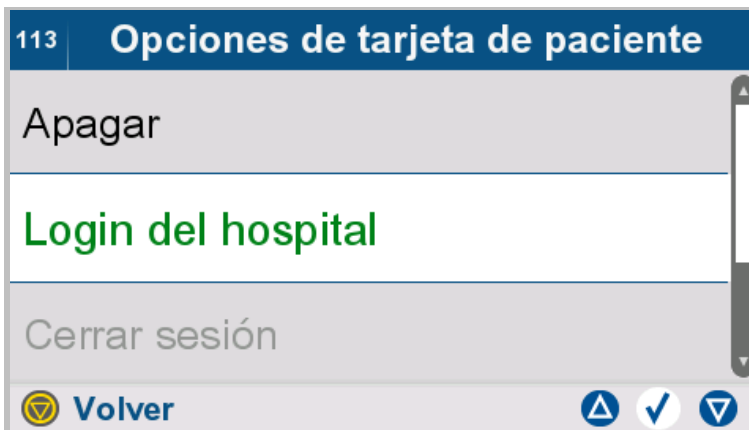 113 Opciones de tarjeta de paciente
Apagar
Login del hospital
Cerrar sesión
Volver